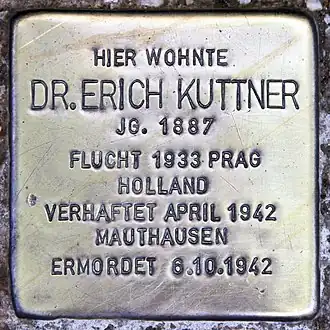 HIER WOHNTE
DR. ERICH KUTTNER
JG. 1887
FLUCHT 1933 PRAG
HOLLAND
VERHAFTET APRIL 1942
MAUTHAUSEN
ERMORDET 6.10.1942